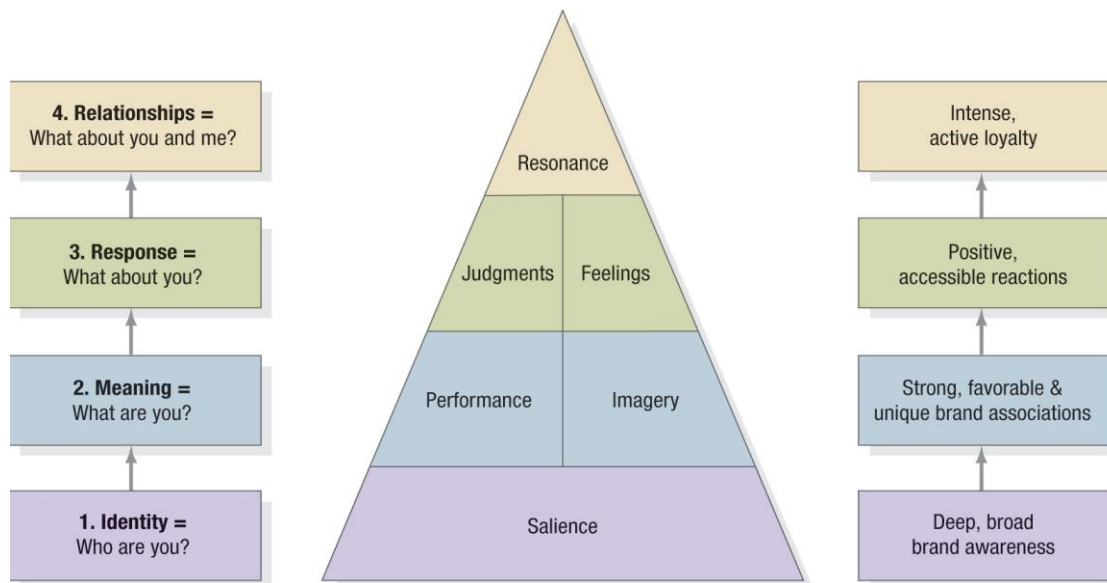 4. Relationships =
What about you and me?
Resonance
Intense,
active loyalty
3. Response =
What about you?
Judgments
Feelings
Positive,
accessible reactions
2. Meaning =
What are you?
Performance
Imagery
Strong, favorable &
unique brand associations
1. Identity =
Who are you?
Salience
Deep, broad
brand awareness